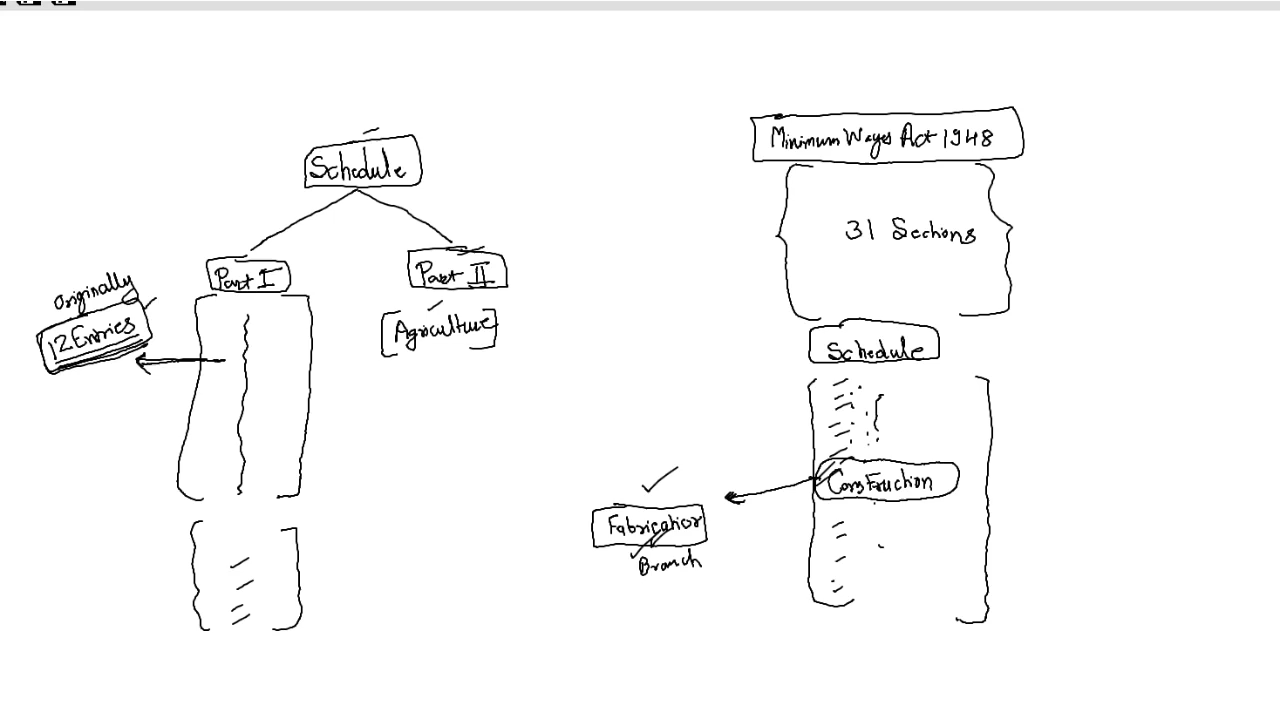 Schedule
Part I
Part II
Originally
12 Entries
Agriculture
Minimum Wages Act 1948
31 Sections
Schedule
Construction
Fabrication
Branch